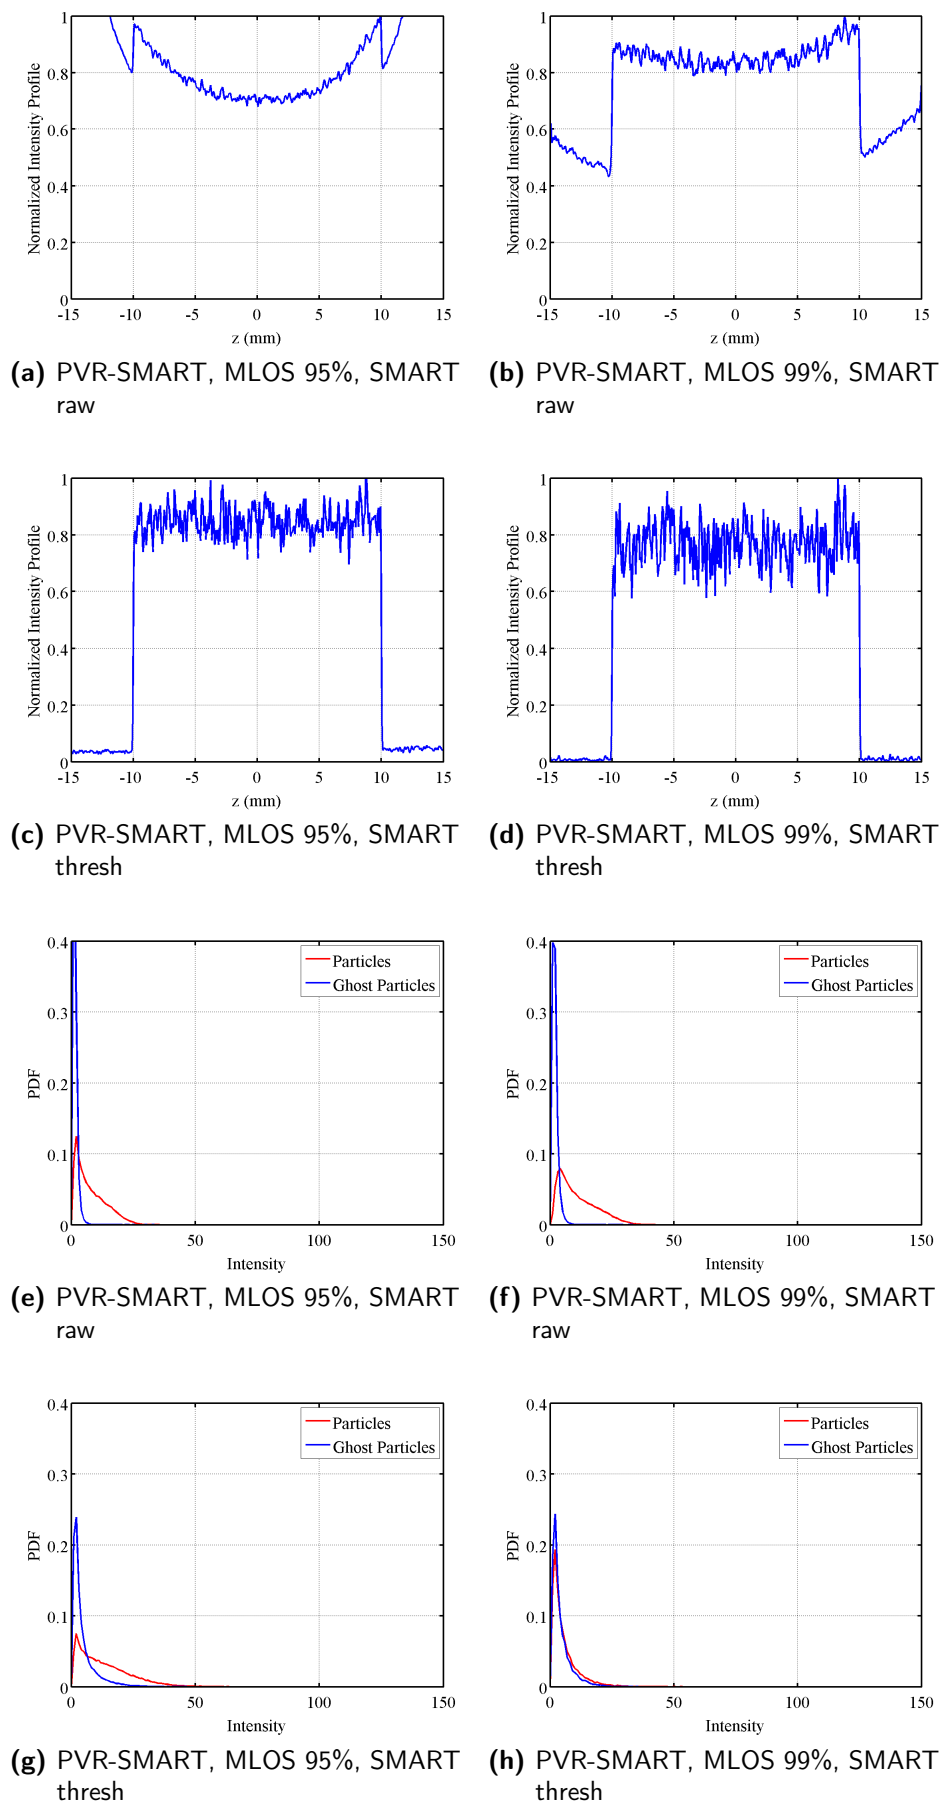 1
0.8
0.6
0.4
0.2
0
-15
-10
-5
0
5
10
15
Normalized Intensity Profile
z (mm)
(a) PVR-SMART, MLOS 95%, SMART
raw
1
0.8
0.6
0.4
0.2
0
-15
-10
-5
0
5
10
15
Normalized Intensity Profile
z (mm)
(b) PVR-SMART, MLOS 99%, SMART
raw
1
0.8
0.6
0.4
0.2
0
-15
-10
-5
0
5
10
15
Normalized Intensity Profile
z (mm)
(c) PVR-SMART, MLOS 95%, SMART
thresh
1
0.8
0.6
0.4
0.2
0
-15
-10
-5
0
5
10
15
Normalized Intensity Profile
z (mm)
(d) PVR-SMART, MLOS 99%, SMART
thresh
0.4
0.3
0.2
0.1
0
0
50
100
150
PDF
Intensity
Particles
Ghost Particles
(e) PVR-SMART, MLOS 95%, SMART
raw
0.4
0.3
0.2
0.1
0
0
50
100
150
PDF
Intensity
Particles
Ghost Particles
(f) PVR-SMART, MLOS 99%, SMART
raw
0.4
0.3
0.2
0.1
0
0
50
100
150
PDF
Intensity
Particles
Ghost Particles
(g) PVR-SMART, MLOS 95%, SMART
thresh
0.4
0.3
0.2
0.1
0
0
50
100
150
PDF
Intensity
Particles
Ghost Particles
(h) PVR-SMART, MLOS 99%, SMART
thresh